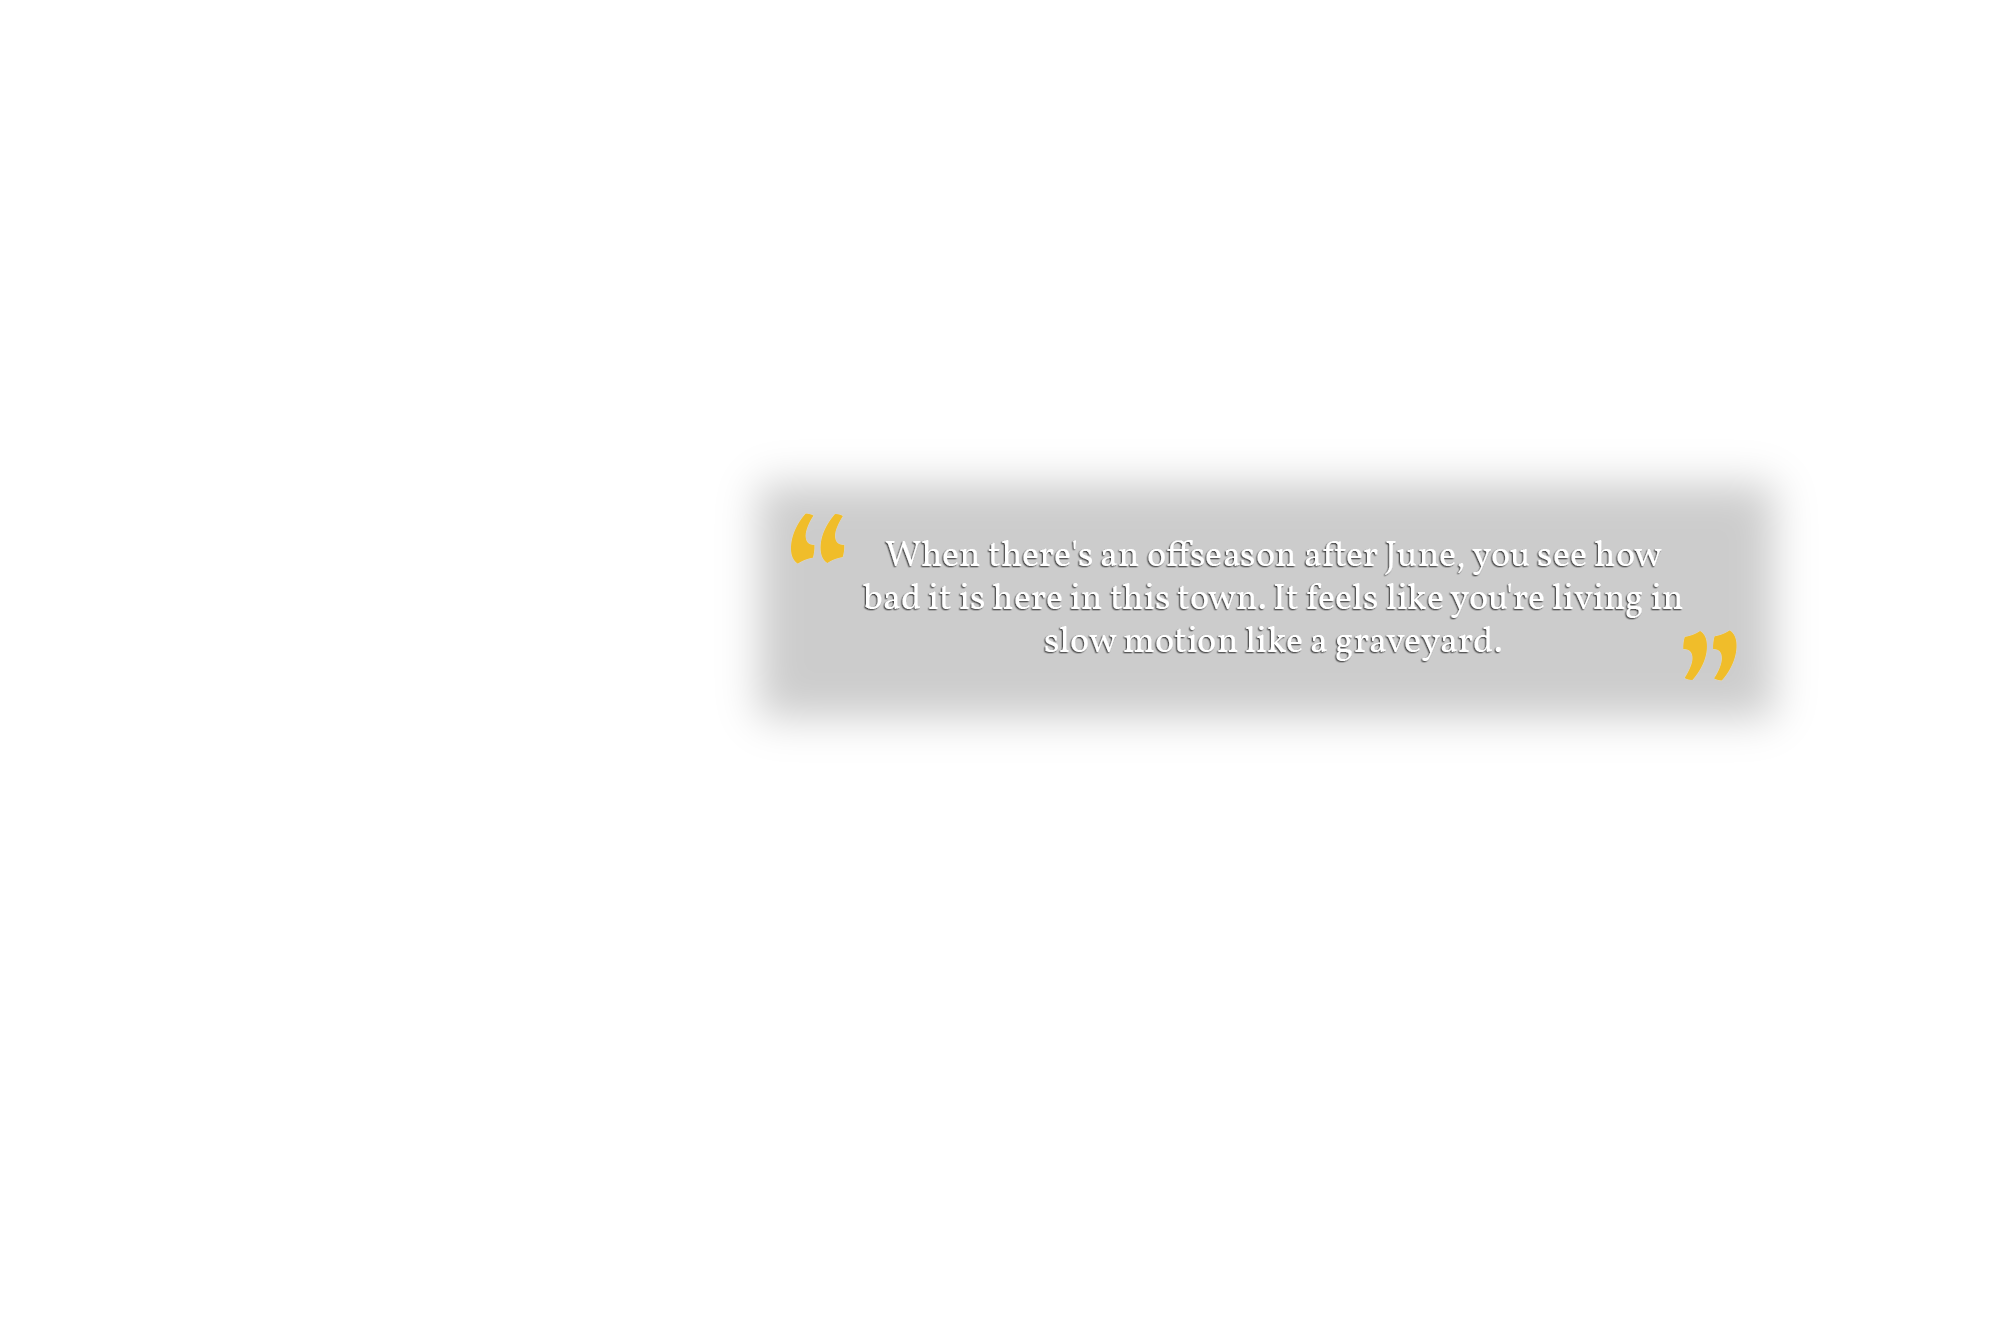 “ When there's an offseason after June, you see how
bad it is here in this town. It feels like you're living in
slow motion like a graveyard. ”